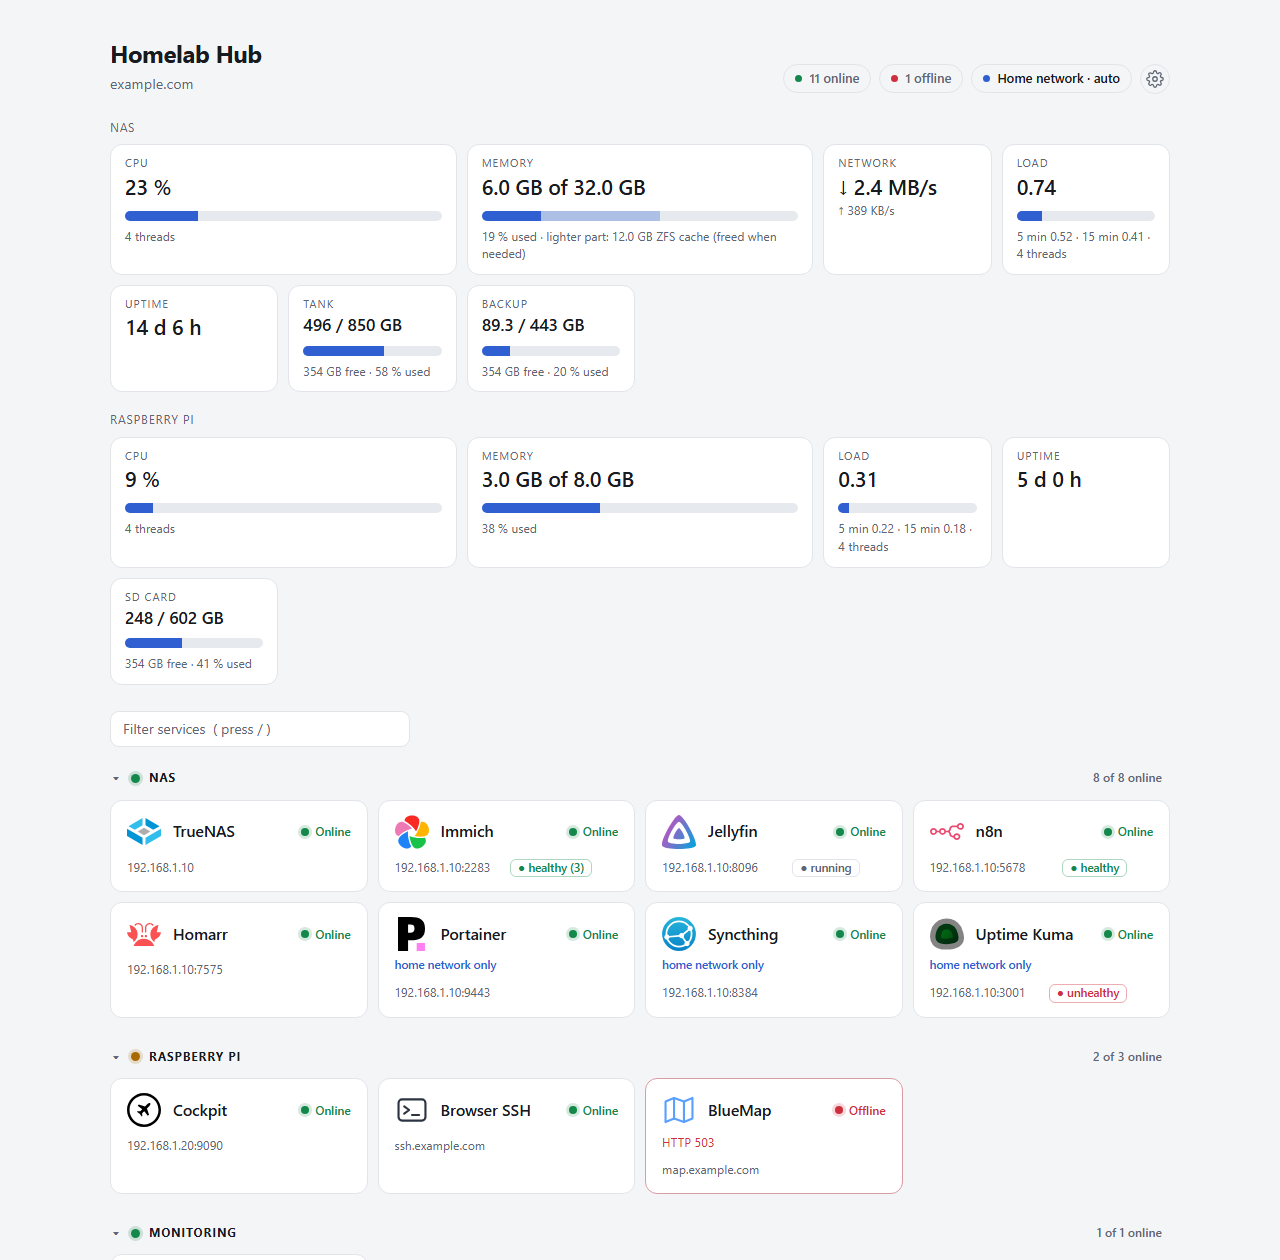 Homelab Hub
example.com
11 online
1 offline
Home network · auto
NAS
CPU
23 %
4 threads
MEMORY
6.0 GB of 32.0 GB
19 % used · lighter part: 12.0 GB ZFS cache (freed when
needed)
NETWORK
↓ 2.4 MB/s
↑ 389 KB/s
LOAD
0.74
5 min 0.52 · 15 min 0.41 ·
4 threads
UPTIME
14 d 6 h
TANK
496 / 850 GB
354 GB free · 58 % used
BACKUP
89.3 / 443 GB
354 GB free · 20 % used
RASPBERRY PI
CPU
9 %
4 threads
MEMORY
3.0 GB of 8.0 GB
38 % used
LOAD
0.31
5 min 0.22 · 15 min 0.18 ·
4 threads
UPTIME
5 d 0 h
SD CARD
248 / 602 GB
354 GB free · 41 % used
Filter services ( press / )
NAS
8 of 8 online
TrueNAS
Online
192.168.1.10
Immich
Online
192.168.1.10:2283
healthy (3)
Jellyfin
Online
192.168.1.10:8096
running
n8n
Online
192.168.1.10:5678
healthy
Homarr
Online
192.168.1.10:7575
Portainer
Online
home network only
192.168.1.10:9443
Syncthing
Online
home network only
192.168.1.10:8384
Uptime Kuma
Online
home network only
192.168.1.10:3001
unhealthy
RASPBERRY PI
2 of 3 online
Cockpit
Online
192.168.1.20:9090
Browser SSH
Online
ssh.example.com
BlueMap
Offline
HTTP 503
map.example.com
MONITORING
1 of 1 online